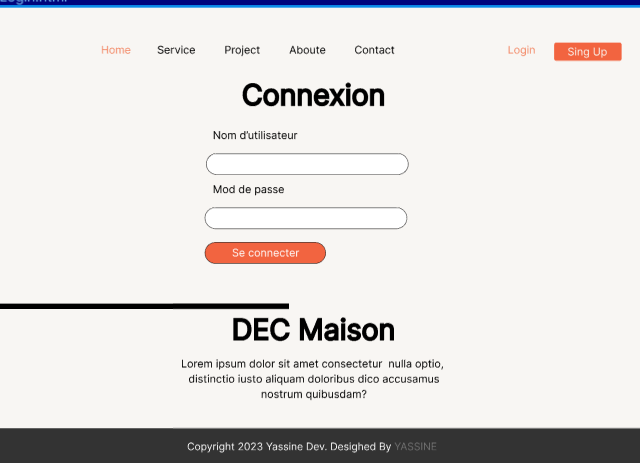 Home Service Project Aboute Contact Login Sing Up
Connexion
Nom d'utilisateur
Mod de passe
Se connecter
DEC Maison
Lorem ipsum dolor sit amet consectetur nulla optio,
distinctio iusto aliquam doloribus dico accusamus
nostrum quibusdam?
Copyright 2023 Yassine Dev. Desighed By YASSINE